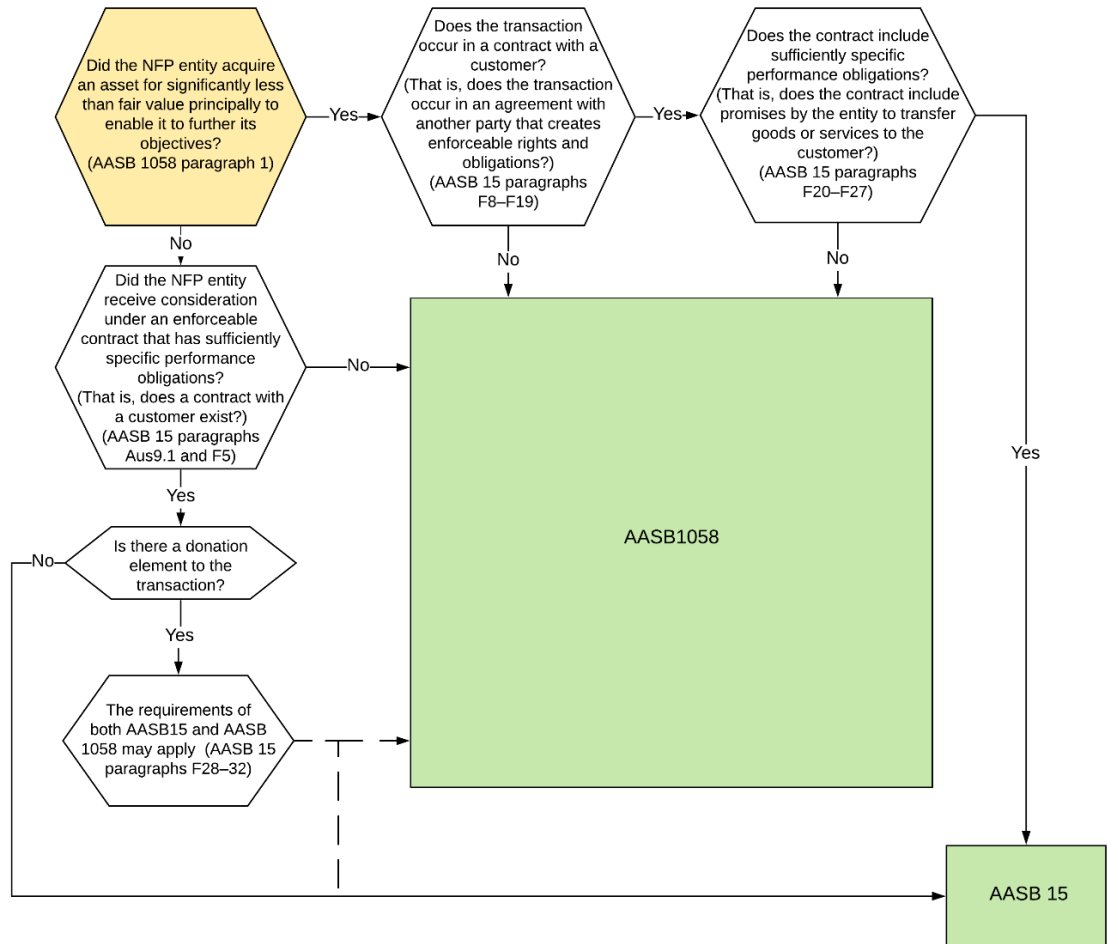 Did the NFP entity acquire
an asset for significantly less
than fair value principally to
enable it to further its
objectives?
(AASB 1058 paragraph 1)
Yes
Does the transaction
occur in a contract with a
customer?
(That is, does the transaction
occur in an agreement with
another party that creates
enforceable rights and
obligations?)
(AASB 15 paragraphs
F8–F19)
Yes
Does the contract include
sufficiently specific
performance obligations?
(That is, does the contract include
promises by the entity to transfer
goods or services to the
customer?)
(AASB 15 paragraphs
F20–F27)
No
No
No
Did the NFP entity
receive consideration
under an enforceable
contract that has sufficiently
specific performance
obligations?
(That is, does a contract with
a customer exist?)
(AASB 15 paragraphs
Aus9.1 and F5)
No
Yes
Yes
AASB1058
Is there a donation
element to the
transaction?
No
Yes
The requirements of
both AASB15 and AASB
1058 may apply (AASB 15
paragraphs F28–32)
AASB 15